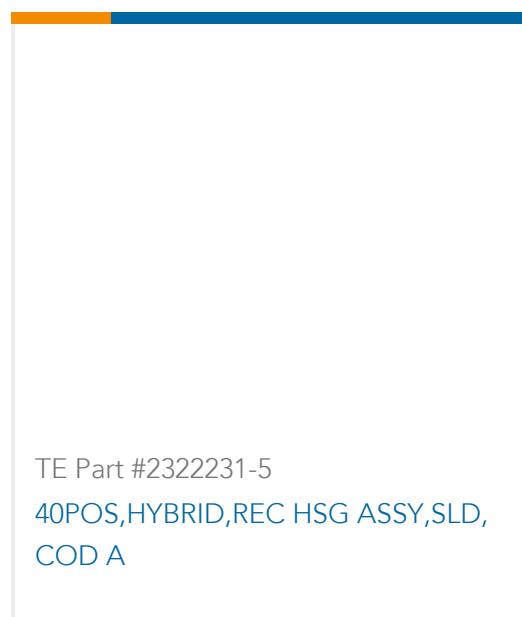 TE Part #2322231-5
40POS,HYBRID,REC HSG ASSY,SLD,
COD A